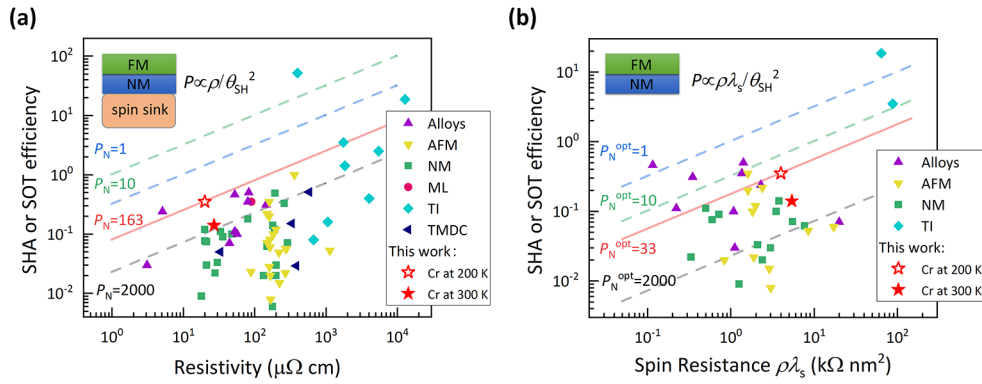 (a)
SHA or SOT efficiency
10²
10¹
10⁰
10⁻¹
10⁻²
FM
NM
spin sink
P∝ρ/θSH²
PN=1
PN=10
PN=163
PN=2000
Alloys
AFM
NM
ML
TI
TMDC
This work:
Cr at 200 K
Cr at 300 K
10⁰ 10¹ 10² 10³ 10⁴
Resistivity (μΩ cm)
(b)
SHA or SOT efficiency
10¹
10⁰
10⁻¹
10⁻²
FM
NM
P∝ρλs/θSH²
PNopt=1
PNopt=10
PNopt=33
PNopt=2000
Alloys
AFM
NM
TI
This work:
Cr at 200 K
Cr at 300 K
10⁻¹ 10⁰ 10¹ 10²
Spin Resistance ρλs (kΩ nm²)